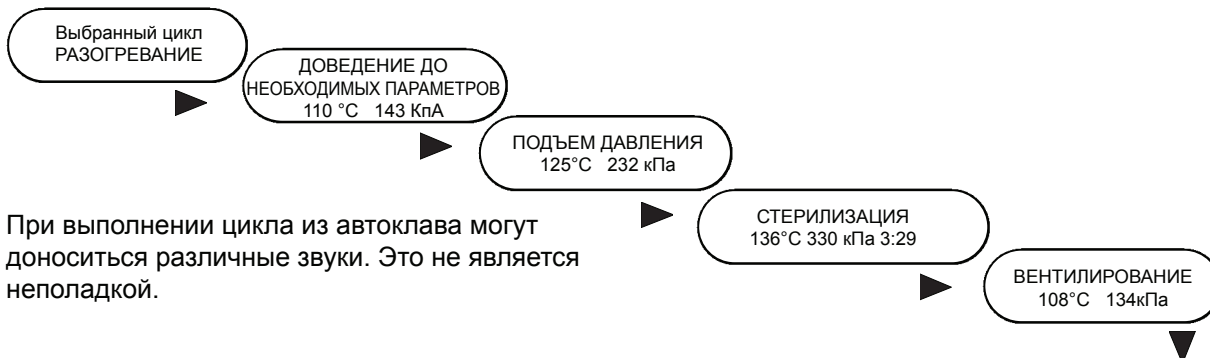 Выбранный цикл
РАЗОГРЕВАНИЕ
ДОВЕДЕНИЕ ДО
НЕОБХОДИМЫХ ПАРАМЕТРОВ
110 °C 143 КпА
ПОДЪЕМ ДАВЛЕНИЯ
125°C 232 кПа
СТЕРИЛИЗАЦИЯ
136°C 330 кПа 3:29
ВЕНТИЛИРОВАНИЕ
108°C 134кПа
При выполнении цикла из автоклава могут
доноситься различные звуки. Это не является
неполадкой.